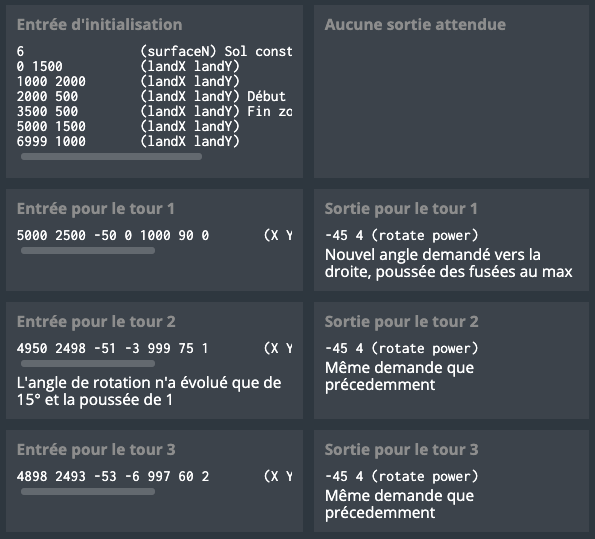 Entrée d'initialisation
6 (surfaceN) Sol const
0 1500 (landX landY)
1000 2000 (landX landY)
2000 500 (landX landY) Début
3500 500 (landX landY) Fin zo
5000 1500 (landX landY)
6999 1000 (landX landY)
Aucune sortie attendue
Entrée pour le tour 1
5000 2500 -50 0 1000 90 0 (X Y
Sortie pour le tour 1
-45 4 (rotate power)
Nouvel angle demandé vers la
droite, poussée des fusées au max
Entrée pour le tour 2
4950 2498 -51 -3 999 75 1 (X Y
L'angle de rotation n'a évolué que de
15° et la poussée de 1
Sortie pour le tour 2
-45 4 (rotate power)
Même demande que
précedemment
Entrée pour le tour 3
4898 2493 -53 -6 997 60 2 (X Y
Sortie pour le tour 3
-45 4 (rotate power)
Même demande que
précedemment